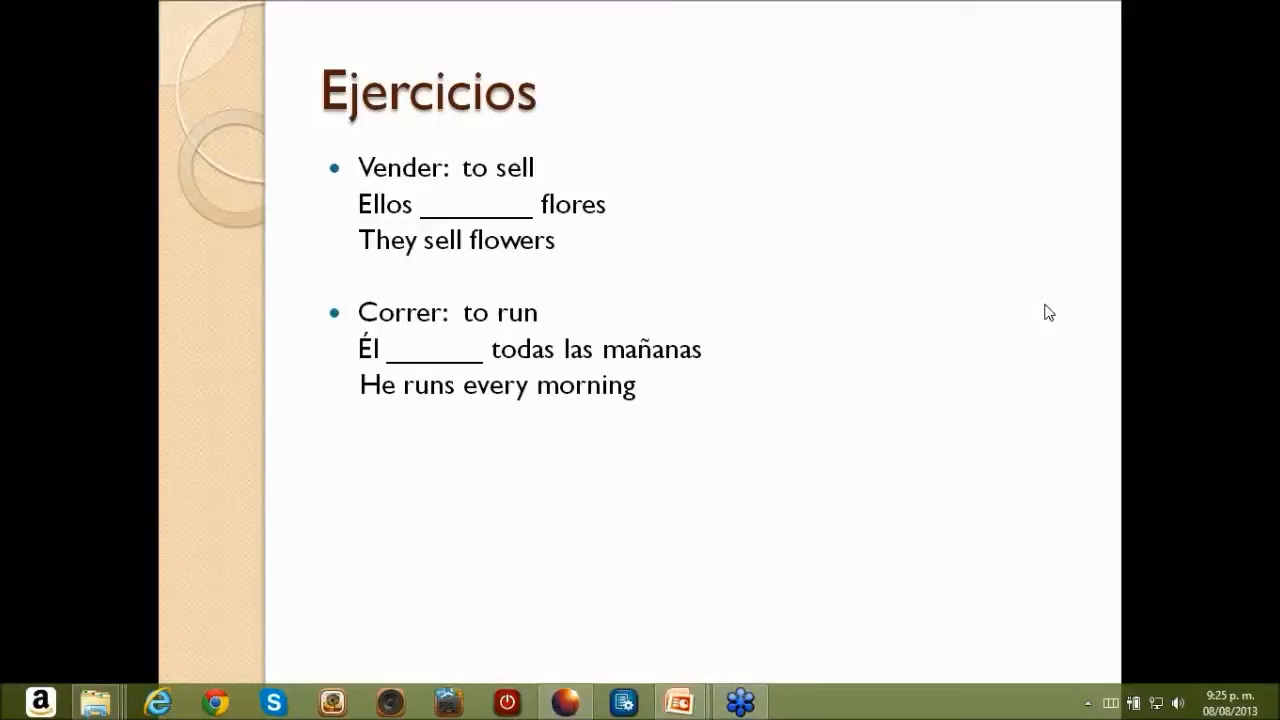 Ejercicios
Vender: to sell
Ellos ________ flores
They sell flowers
Correr: to run
Él _______ todas las mañanas
He runs every morning
9:25 p. m.
08/08/2013